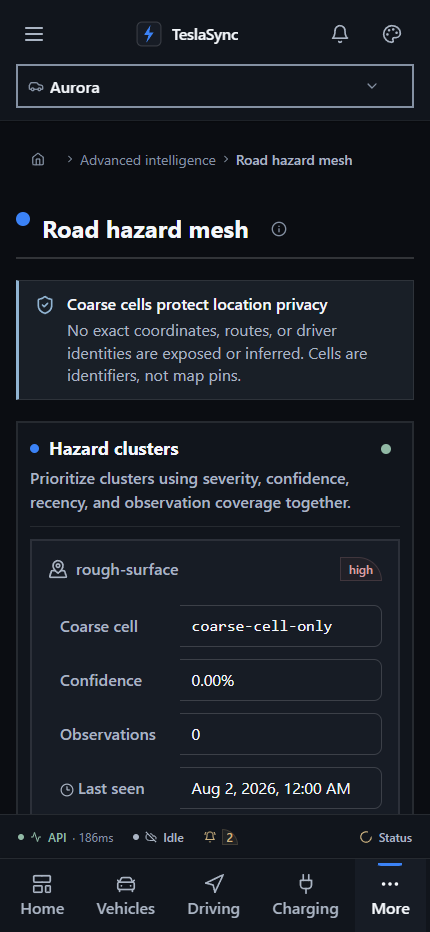 TeslaSync
Aurora
Advanced intelligence
Road hazard mesh
Road hazard mesh
Coarse cells protect location privacy
No exact coordinates, routes, or driver
identities are exposed or inferred. Cells are
identifiers, not map pins.
Hazard clusters
Prioritize clusters using severity, confidence,
recency, and observation coverage together.
rough-surface
high
Coarse cell
coarse-cell-only
Confidence
0.00%
Observations
0
Last seen
Aug 2, 2026, 12:00 AM
API · 186ms
Idle
2
Status
Home
Vehicles
Driving
Charging
More